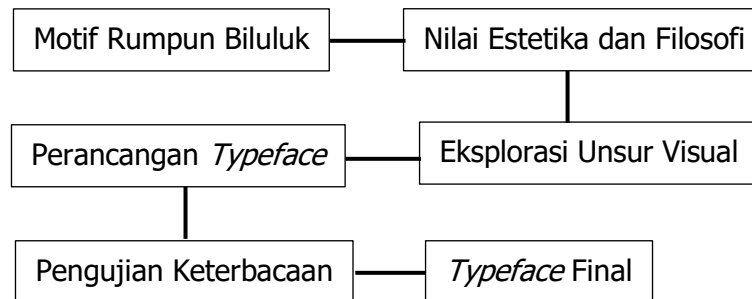 Motif Rumpun Biluluk
Nilai Estetika dan Filosofi
Eksplorasi Unsur Visual
Perancangan Typeface
Pengujian Keterbacaan
Typeface Final